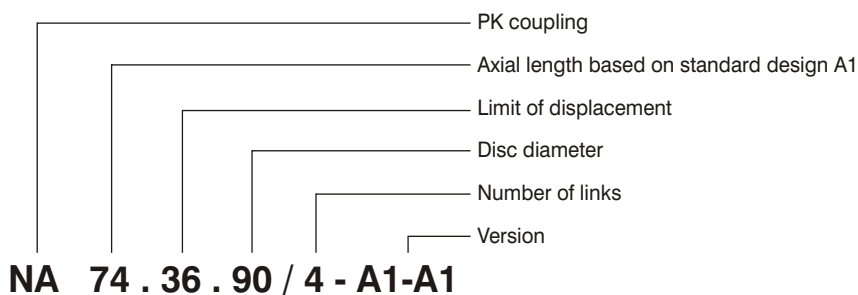 PK coupling
Axial length based on standard design A1
Limit of displacement
Disc diameter
Number of links
Version
NA 74 . 36 . 90 / 4 - A1-A1